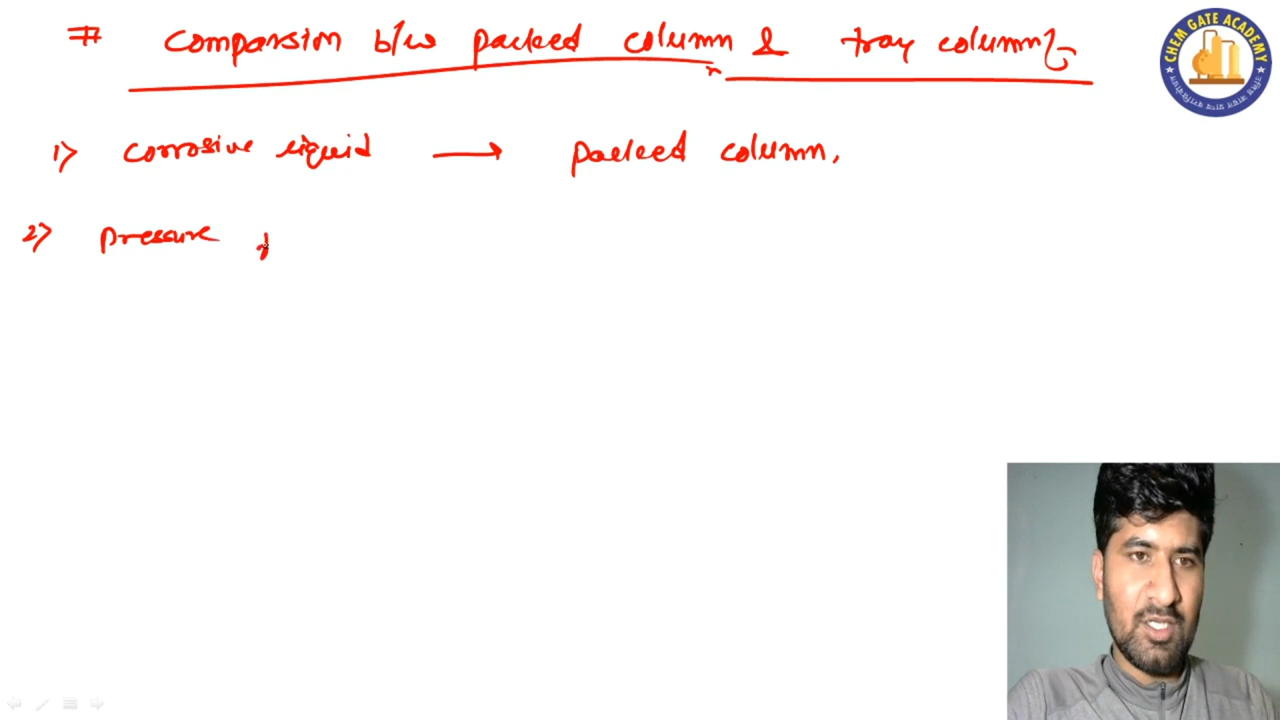 # comparsion b/w packed column & tray column
CHEM GATE ACADEMY
1) corrosive liquid → packed column.
2) pressure